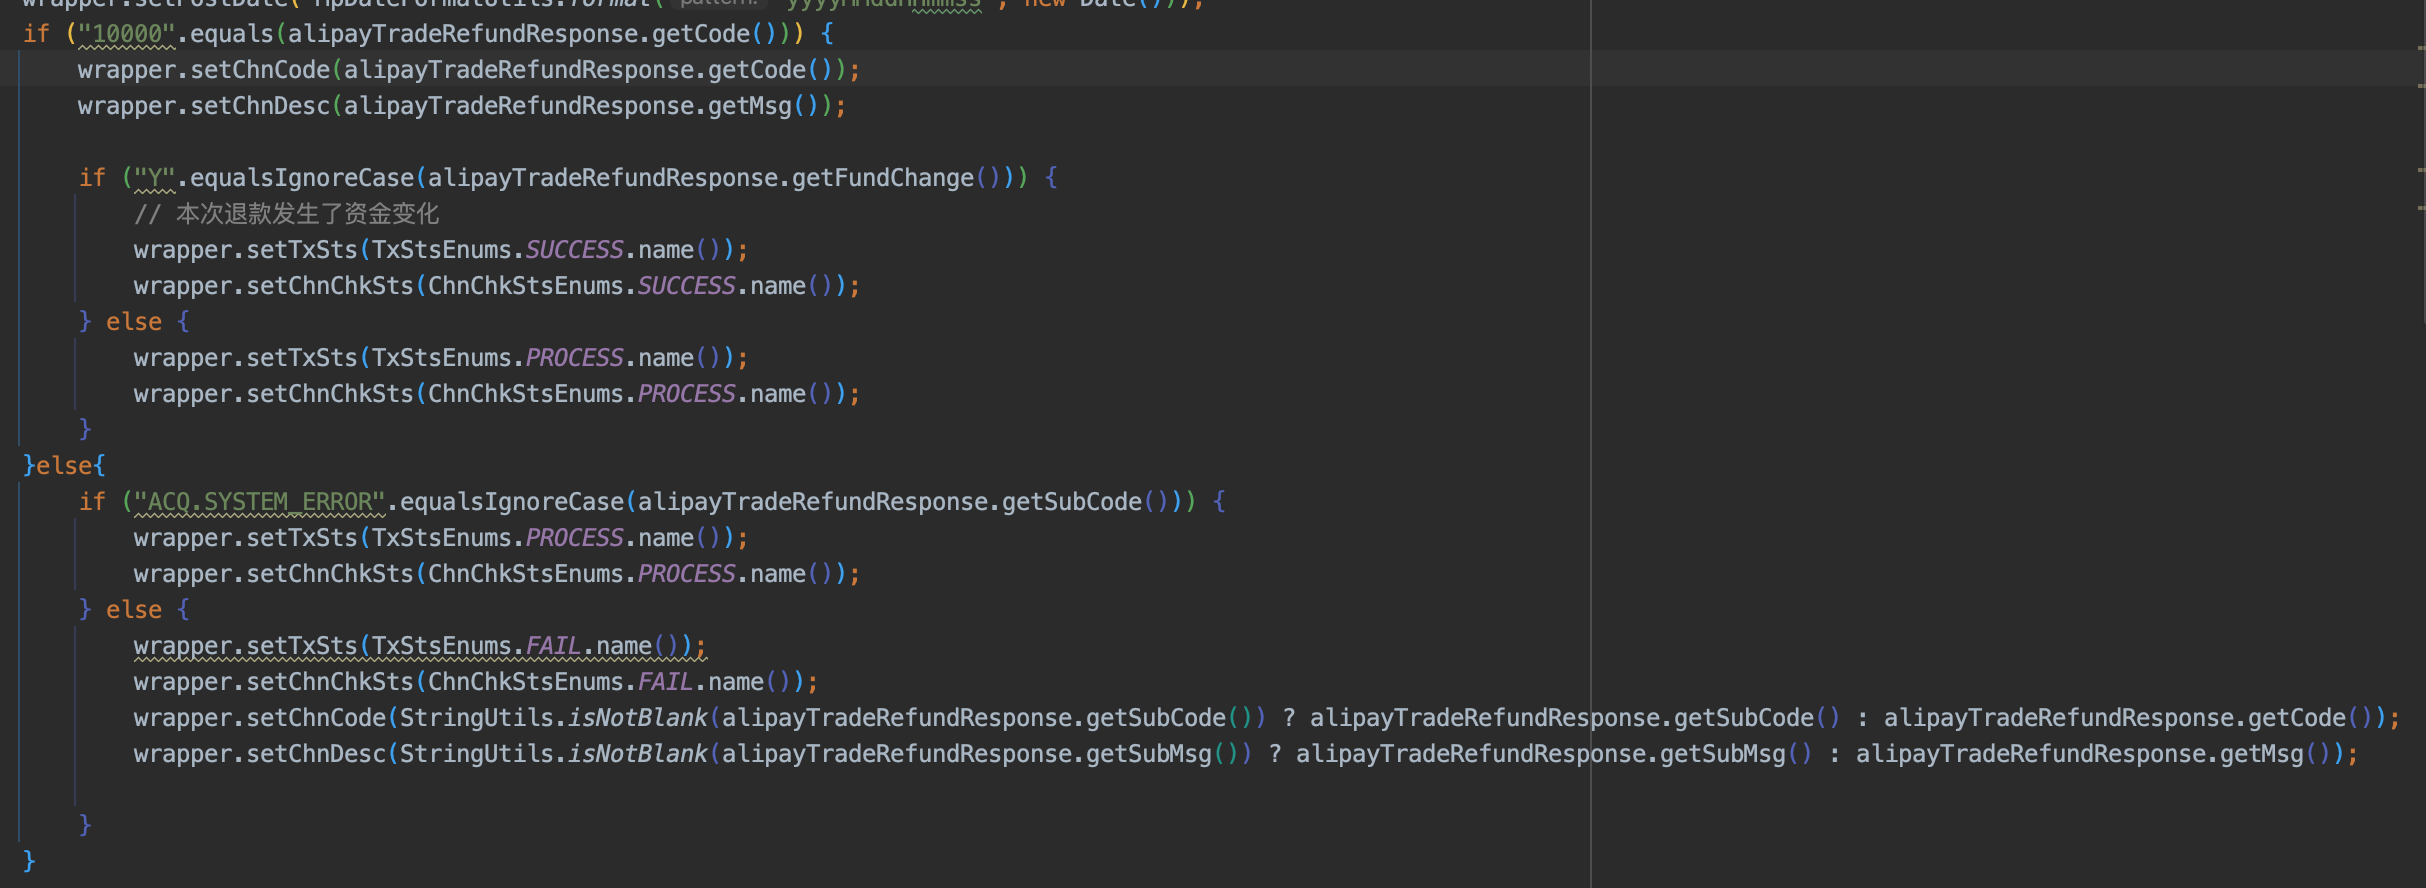 wrapper.setPostDate( MpDateFormatUtils.format( pattern: "yyyyMMddHHmmss", new Date()));
if ("10000".equals(alipayTradeRefundResponse.getCode())) {
wrapper.setChnCode(alipayTradeRefundResponse.getCode());
wrapper.setChnDesc(alipayTradeRefundResponse.getMsg());
if ("Y".equalsIgnoreCase(alipayTradeRefundResponse.getFundChange())) {
// 本次退款发生了资金变化
wrapper.setTxSts(TxStsEnums.SUCCESS.name());
wrapper.setChnChkSts(ChnChkStsEnums.SUCCESS.name());
} else {
wrapper.setTxSts(TxStsEnums.PROCESS.name());
wrapper.setChnChkSts(ChnChkStsEnums.PROCESS.name());
}
}else{
if ("ACQ.SYSTEM_ERROR".equalsIgnoreCase(alipayTradeRefundResponse.getSubCode())) {
wrapper.setTxSts(TxStsEnums.PROCESS.name());
wrapper.setChnChkSts(ChnChkStsEnums.PROCESS.name());
} else {
wrapper.setTxSts(TxStsEnums.FAIL.name());
wrapper.setChnChkSts(ChnChkStsEnums.FAIL.name());
wrapper.setChnCode(StringUtils.isNotBlank(alipayTradeRefundResponse.getSubCode()) ? alipayTradeRefundResponse.getSubCode() : alipayTradeRefundResponse.getCode());
wrapper.setChnDesc(StringUtils.isNotBlank(alipayTradeRefundResponse.getSubMsg()) ? alipayTradeRefundResponse.getSubMsg() : alipayTradeRefundResponse.getMsg());
}
}